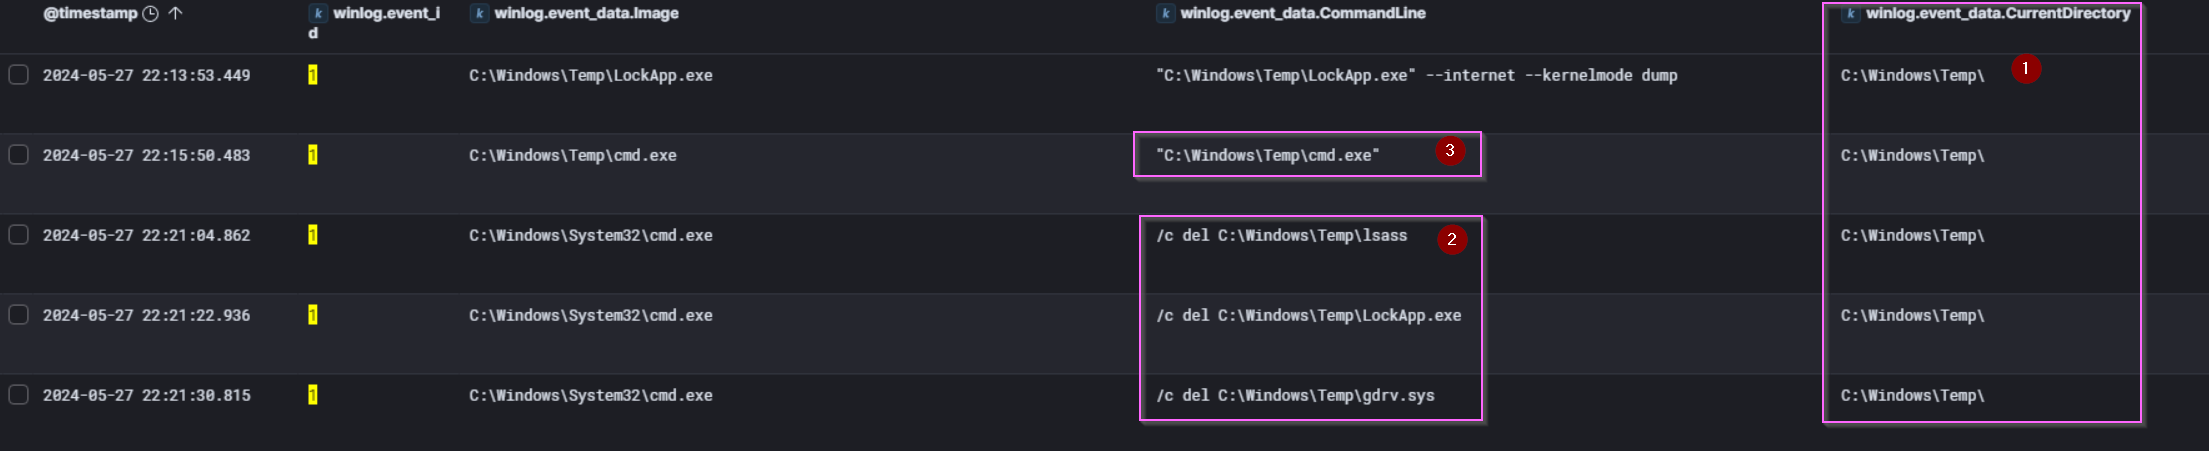 @timestamp
k winlog.event_id
k winlog.event_data.Image
k winlog.event_data.CommandLine
k winlog.event_data.CurrentDirectory
2024-05-27 22:13:53.449 1 C:\Windows\Temp\LockApp.exe "C:\Windows\Temp\LockApp.exe" --internet --kernelmode dump C:\Windows\Temp\ 1
2024-05-27 22:15:50.483 1 C:\Windows\Temp\cmd.exe "C:\Windows\Temp\cmd.exe" 3 C:\Windows\Temp\
2024-05-27 22:21:04.862 1 C:\Windows\System32\cmd.exe /c del C:\Windows\Temp\lsass 2 C:\Windows\Temp\
2024-05-27 22:21:22.936 1 C:\Windows\System32\cmd.exe /c del C:\Windows\Temp\LockApp.exe C:\Windows\Temp\
2024-05-27 22:21:30.815 1 C:\Windows\System32\cmd.exe /c del C:\Windows\Temp\gdrv.sys C:\Windows\Temp\